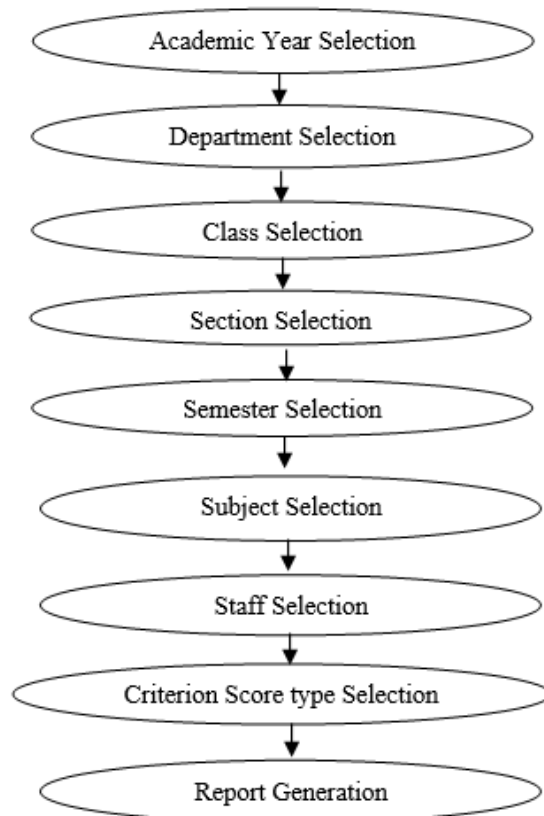 Academic Year Selection
Department Selection
Class Selection
Section Selection
Semester Selection
Subject Selection
Staff Selection
Criterion Score type Selection
Report Generation